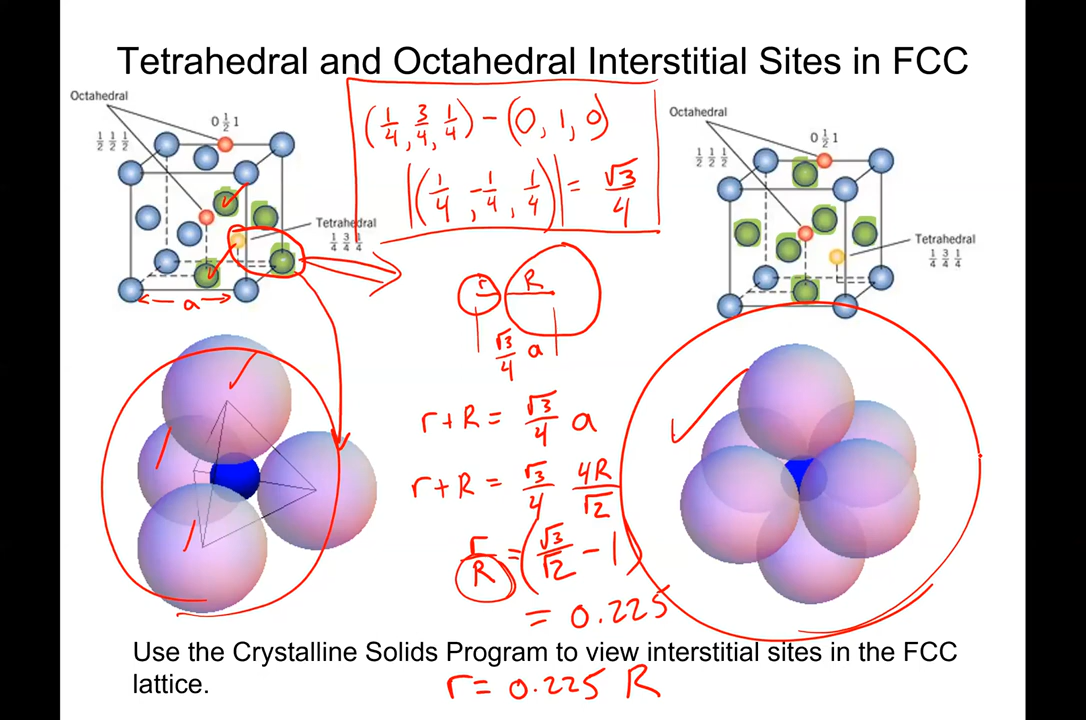 Tetrahedral and Octahedral Interstitial Sites in FCC
Octahedral
0 1/2 1
1/2 1/2 1/2
Tetrahedral
1/4 3/4 1/4
a
(1/4, 3/4, 1/4) - (0, 1, 0)
|(1/4, -1/4, 1/4)| = √3/4
r R
√3/4 a
r + R = √3/4 a
r + R = √3/4 4R/√2
r/R = (√3/√2 - 1)
= 0.225
Octahedral
0 1/2 1
1/2 1/2 1/2
Tetrahedral
1/4 3/4 1/4
Use the Crystalline Solids Program to view interstitial sites in the FCC
lattice.
r = 0.225 R